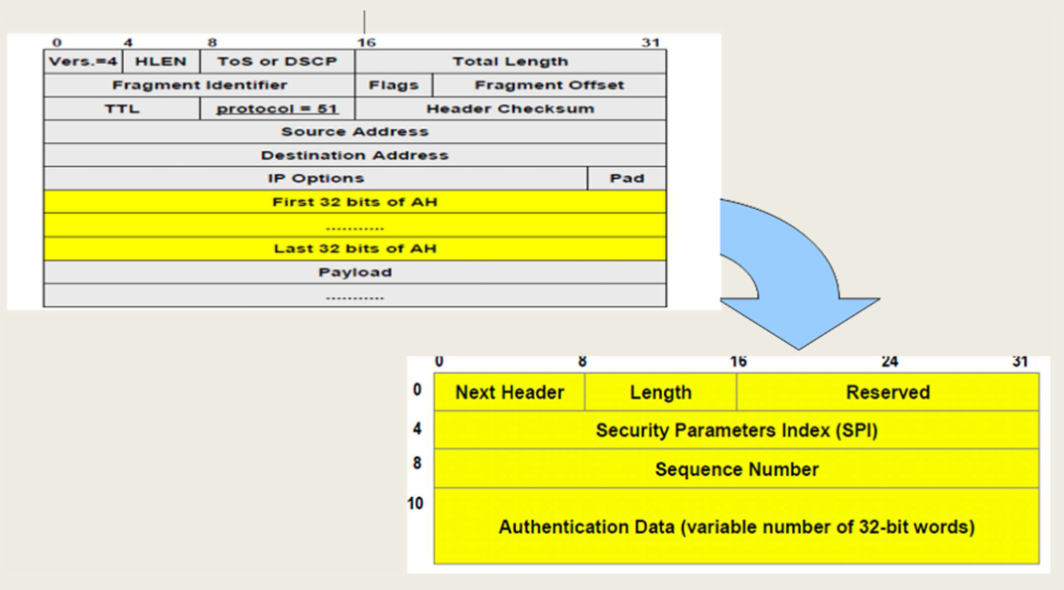 0 4 8 16 31
Vers.=4 HLEN ToS or DSCP Total Length
Fragment Identifier Flags Fragment Offset
TTL protocol = 51 Header Checksum
Source Address
Destination Address
IP Options Pad
First 32 bits of AH
...........
Last 32 bits of AH
Payload
...........
0 8 16 24 31
0 Next Header Length Reserved
4 Security Parameters Index (SPI)
8 Sequence Number
10 Authentication Data (variable number of 32-bit words)